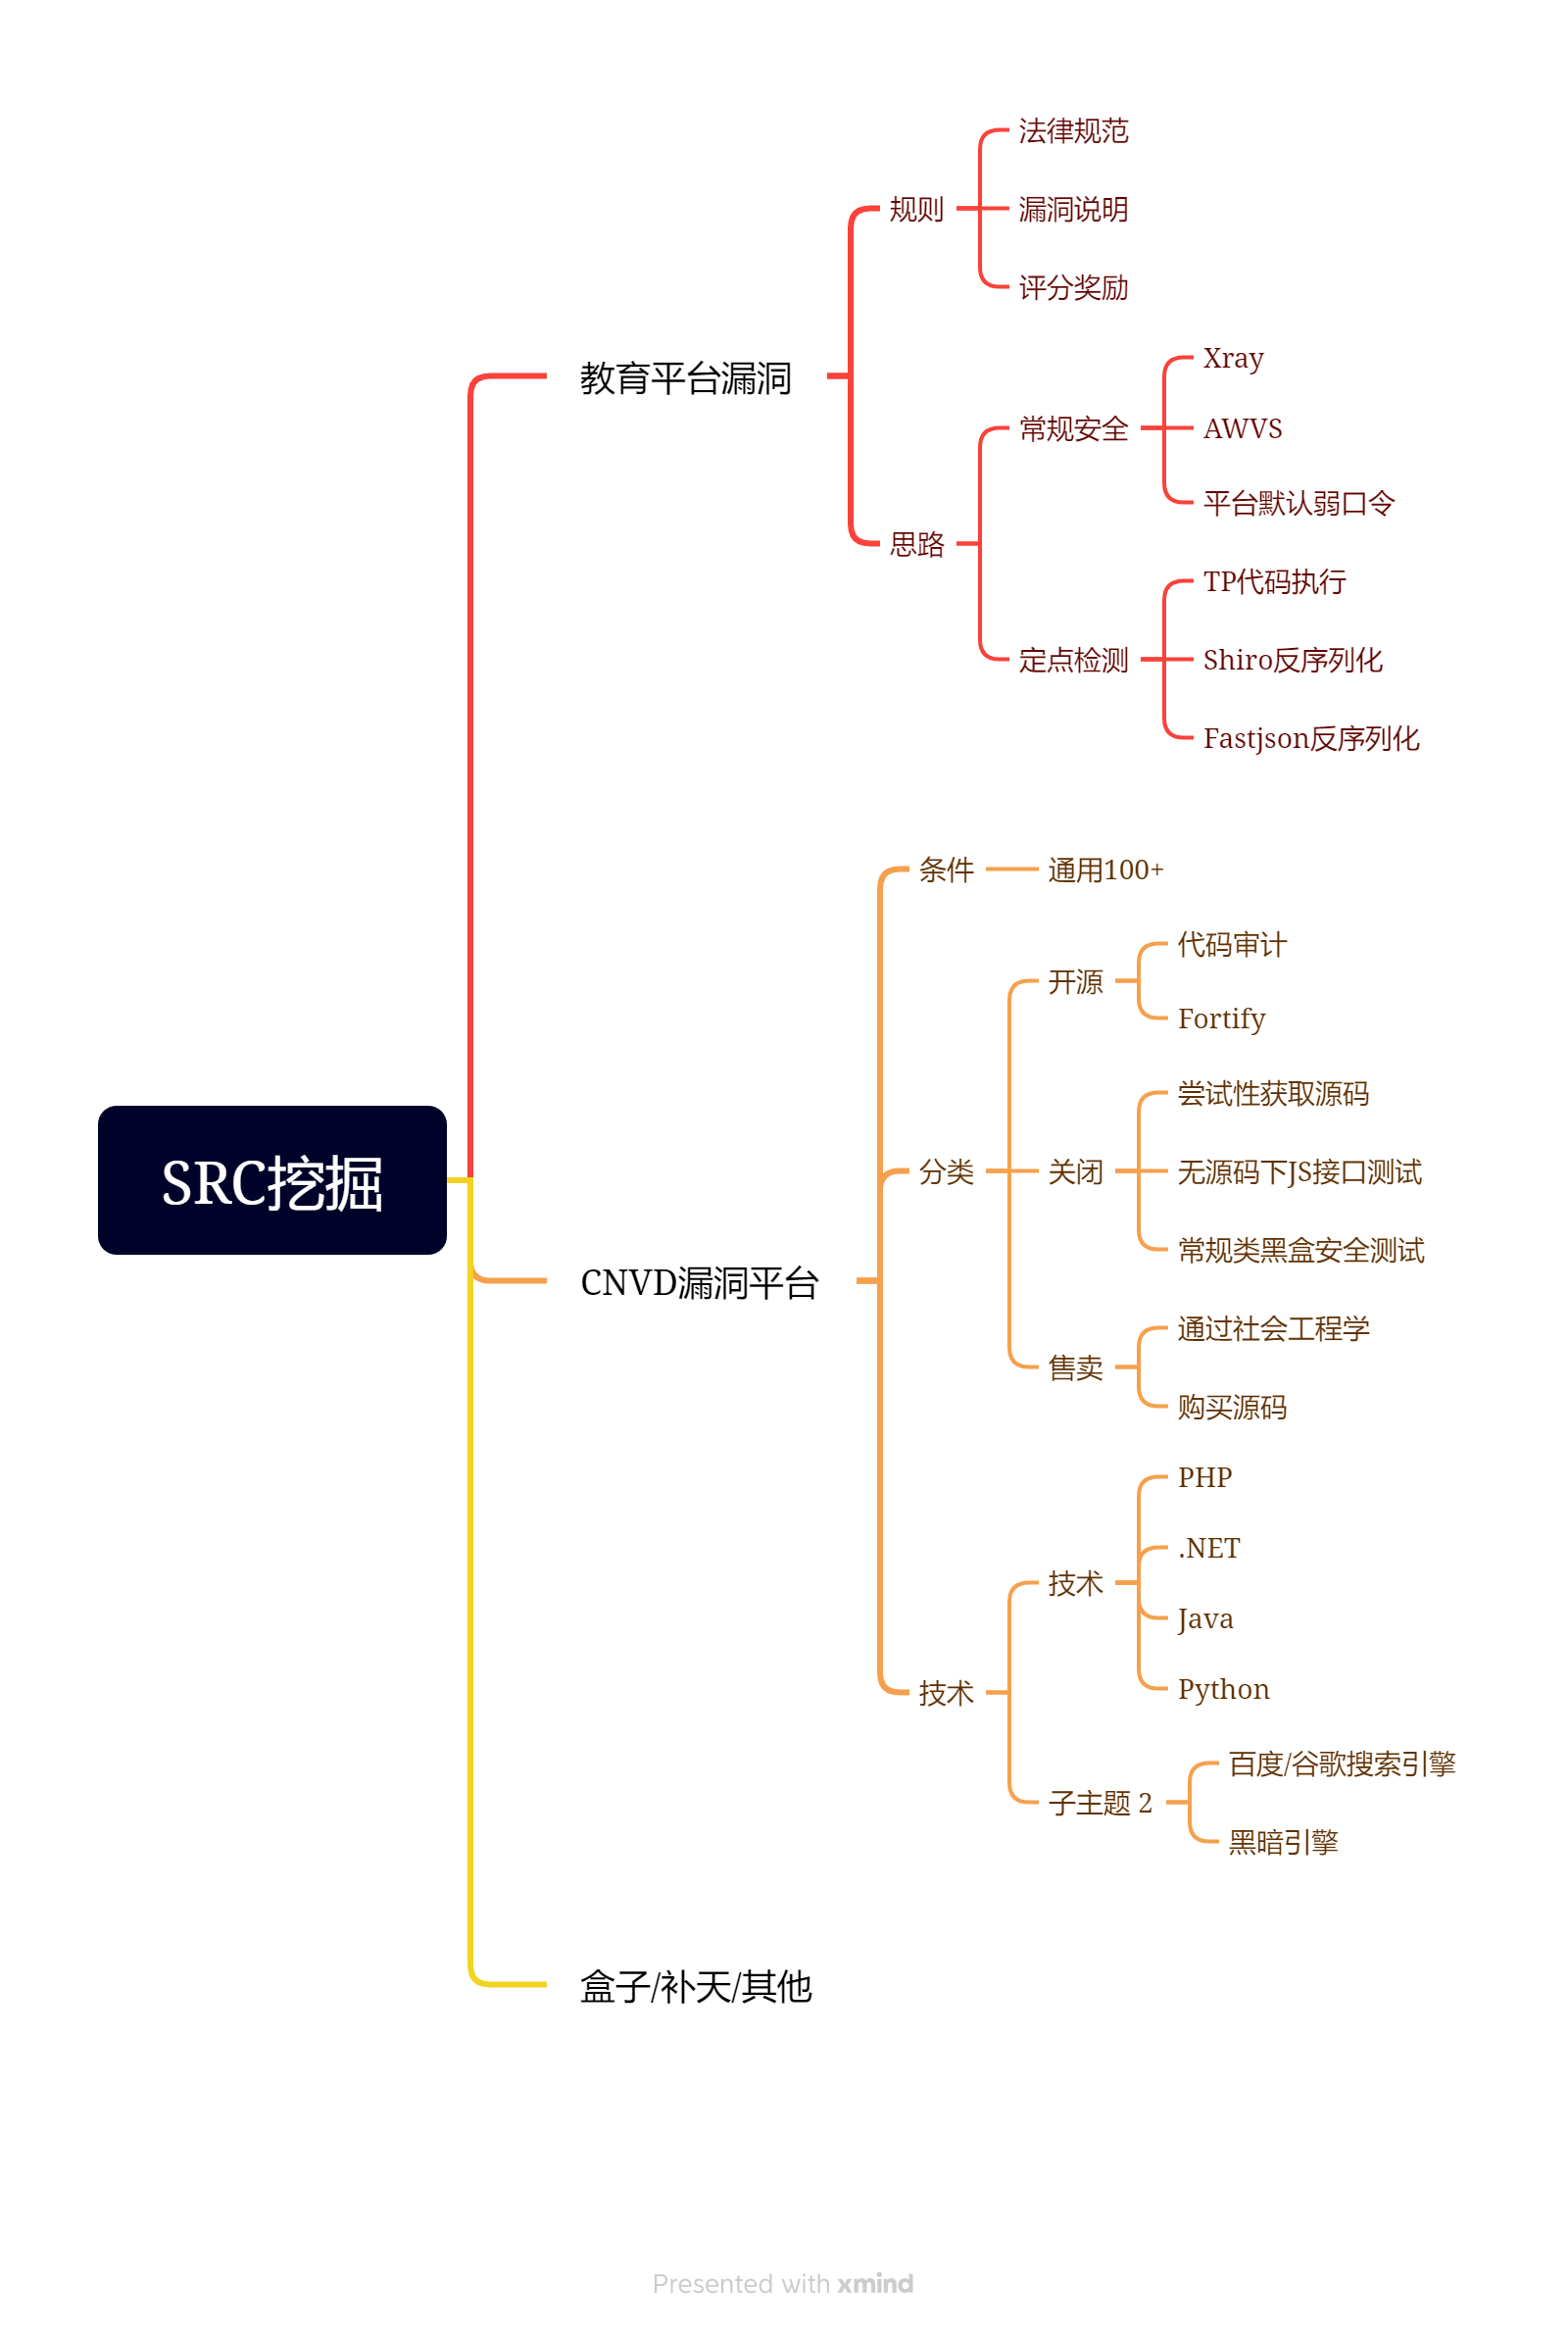 SRC挖掘
教育平台漏洞
规则
法律规范
漏洞说明
评分奖励
思路
常规安全
Xray
AWVS
平台默认弱口令
定点检测
TP代码执行
Shiro反序列化
Fastjson反序列化
CNVD漏洞平台
条件
通用100+
分类
开源
代码审计
Fortify
关闭
尝试性获取源码
无源码下JS接口测试
常规类黑盒安全测试
售卖
通过社会工程学
购买源码
技术
技术
PHP
.NET
Java
Python
子主题 2
百度/谷歌搜索引擎
黑暗引擎
盒子/补天/其他
Presented with xmind